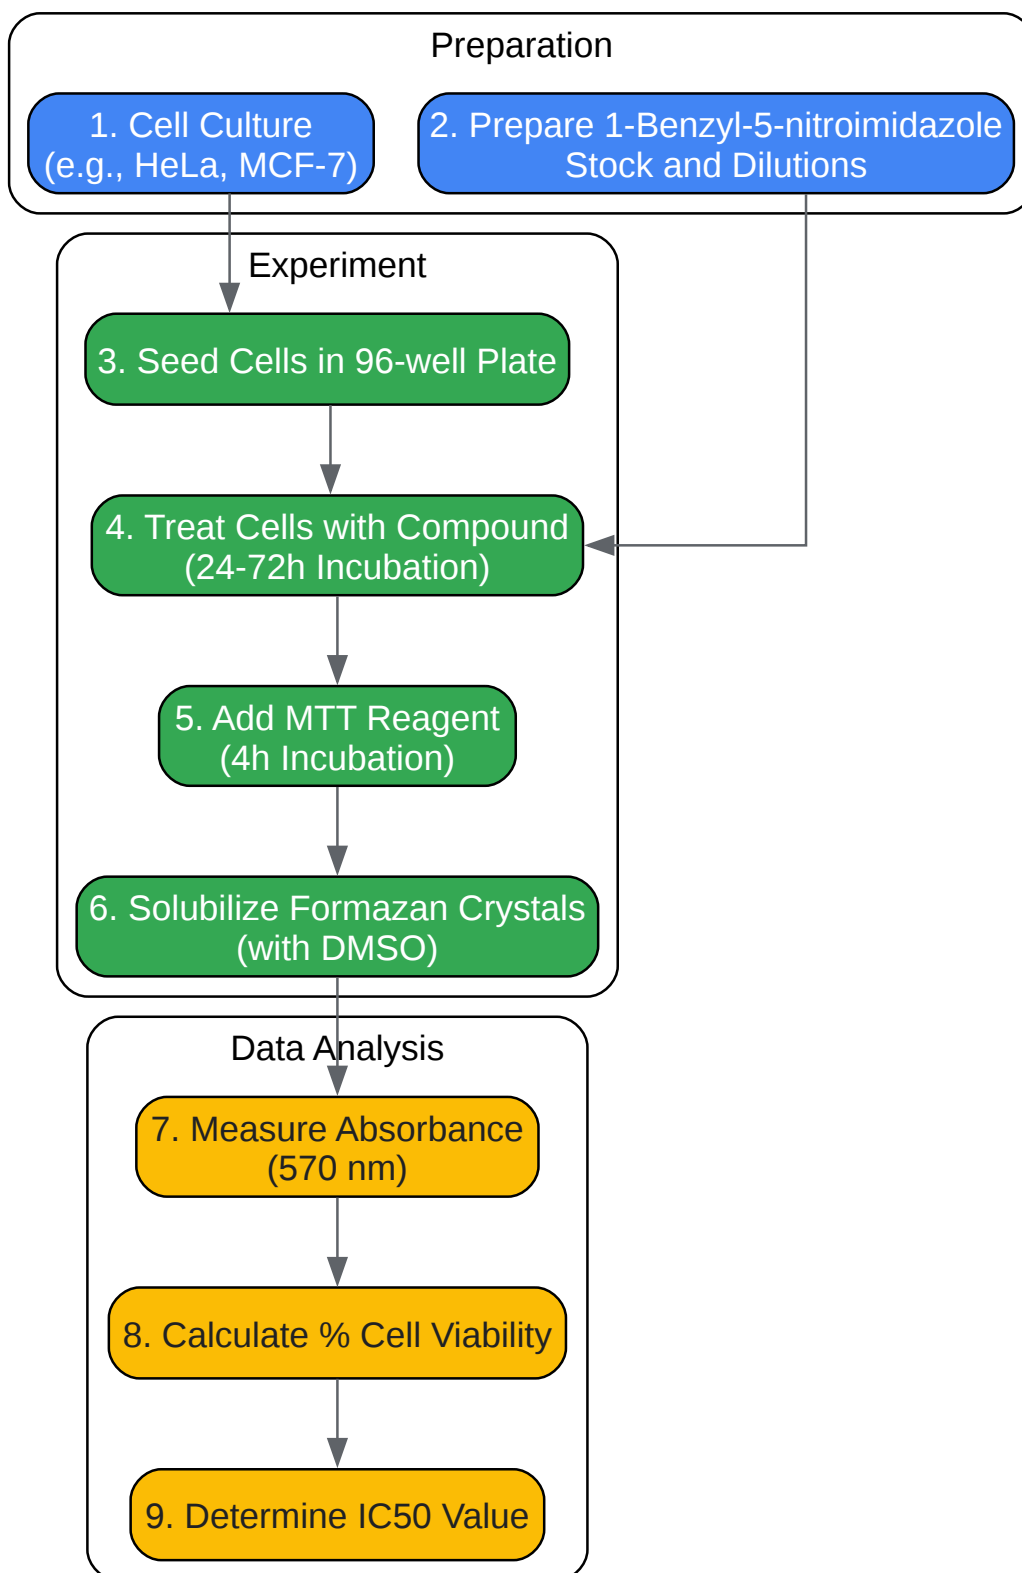 Preparation
1. Cell Culture
(e.g., HeLa, MCF-7)
2. Prepare 1-Benzyl-5-nitroimidazole
Stock and Dilutions
Experiment
3. Seed Cells in 96-well Plate
4. Treat Cells with Compound
(24-72h Incubation)
5. Add MTT Reagent
(4h Incubation)
6. Solubilize Formazan Crystals
(with DMSO)
Data Analysis
7. Measure Absorbance
(570 nm)
8. Calculate % Cell Viability
9. Determine IC50 Value